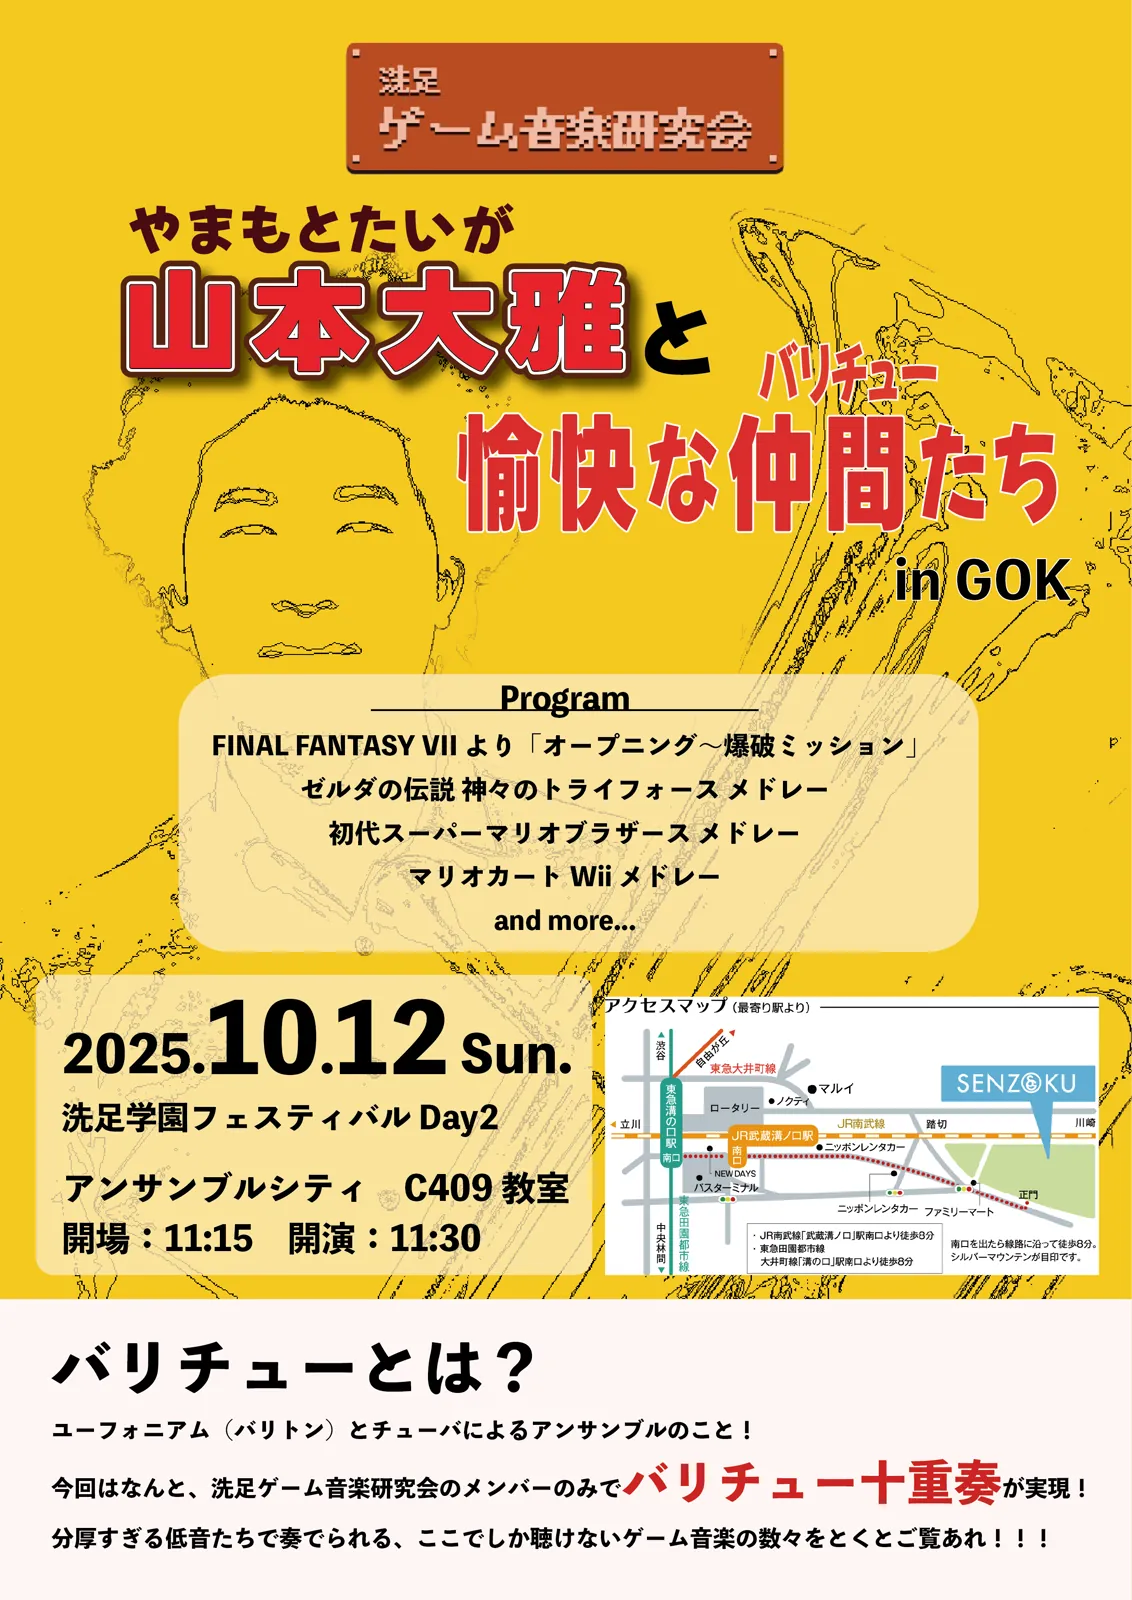 洗足
ゲーム音楽研究会
やまもとたいが
山本大雅と
バリチュー
愉快な仲間たち
in GOK
Program
FINAL FANTASY VII より「オープニング～爆破ミッション」
ゼルダの伝説 神々のトライフォース メドレー
初代スーパーマリオブラザース メドレー
マリオカート Wii メドレー
and more...
2025.10.12 Sun.
洗足学園フェスティバル Day2
アンサンブルシティ　C409 教室
開場：11:15　開演：11:30
アクセスマップ（最寄り駅より）
▲渋谷
自由が丘▶
東急大井町線
マルイ
ノクティ
SENZOKU
東急溝の口駅
ロータリー
◀立川
JR武蔵溝ノ口駅
JR南武線
踏切
川崎
南口
南口
ニッポンレンタカー
NEW DAYS
バスターミナル
正門
ニッポンレンタカー
ファミリーマート
中央林間▼
東急田園都市線
・JR南武線「武蔵溝ノ口」駅南口より徒歩8分
・東急田園都市線
大井町線「溝の口」駅南口より徒歩8分
南口を出たら線路に沿って徒歩8分。
シルバーマウンテンが目印です。
バリチューとは？
ユーフォニアム（バリトン）とチューバによるアンサンブルのこと！
今回はなんと、洗足ゲーム音楽研究会のメンバーのみでバリチュー十重奏が実現！
分厚すぎる低音たちで奏でられる、ここでしか聴けないゲーム音楽の数々をとくとご覧あれ！！！